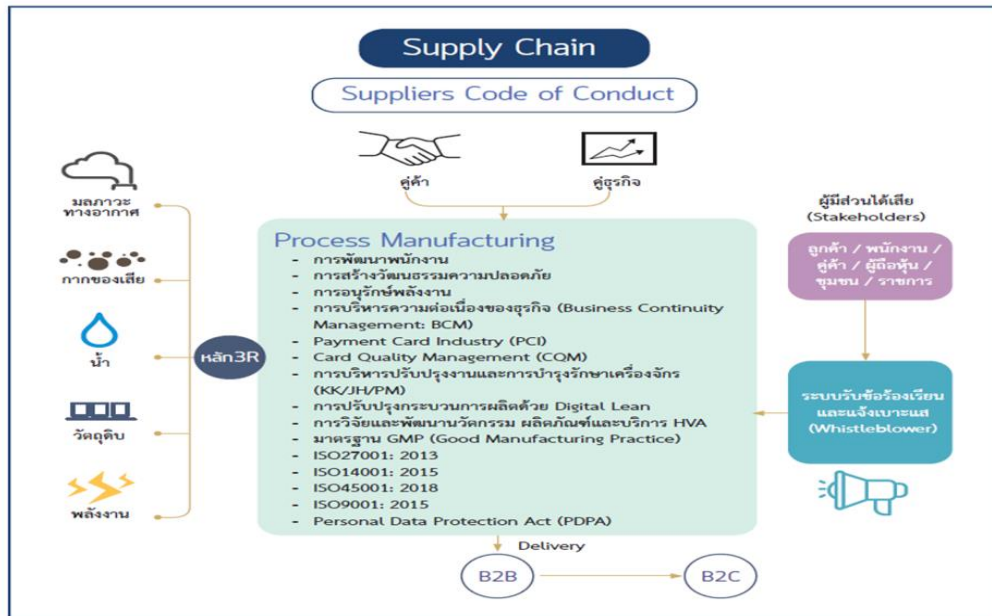 Supply Chain
Suppliers Code of Conduct
คู่ค้า
คู่ธุรกิจ
มลภาวะ
ทางอากาศ
กากของเสีย
น้ำ
วัตถุดิบ
พลังงาน
หลัก3R
Process Manufacturing
- การพัฒนาพนักงาน
- การสร้างวัฒนธรรมความปลอดภัย
- การอนุรักษ์พลังงาน
- การบริหารความต่อเนื่องของธุรกิจ (Business Continuity
Management: BCM)
- Payment Card Industry (PCI)
- Card Quality Management (CQM)
- การบริหารปรับปรุงงานและการบำรุงรักษาเครื่องจักร
(KK/JH/PM)
- การปรับปรุงกระบวนการผลิตด้วย Digital Lean
- การวิจัยและพัฒนานวัตกรรม ผลิตภัณฑ์และบริการ HVA
- มาตรฐาน GMP (Good Manufacturing Practice)
- ISO27001: 2013
- ISO14001: 2015
- ISO45001: 2018
- ISO9001: 2015
- Personal Data Protection Act (PDPA)
ผู้มีส่วนได้เสีย
(Stakeholders)
ลูกค้า / พนักงาน /
คู่ค้า / ผู้ถือหุ้น /
ชุมชน / ราชการ
ระบบรับข้อร้องเรียน
และแจ้งเบาะแส
(Whistleblower)
Delivery
B2B
B2C